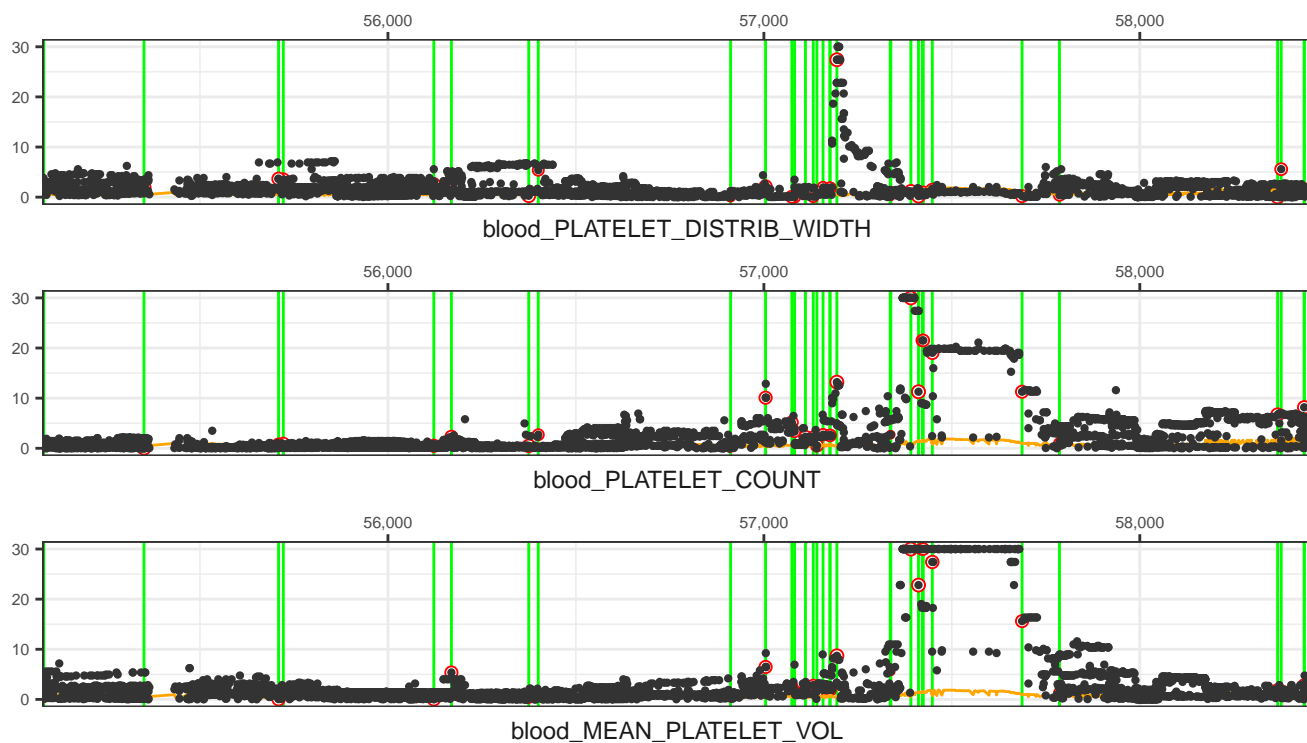 56,000 57,000 58,000
30
20
10
0
blood_PLATELET_DISTRIB_WIDTH
56,000 57,000 58,000
30
20
10
0
blood_PLATELET_COUNT
56,000 57,000 58,000
30
20
10
0
blood_MEAN_PLATELET_VOL